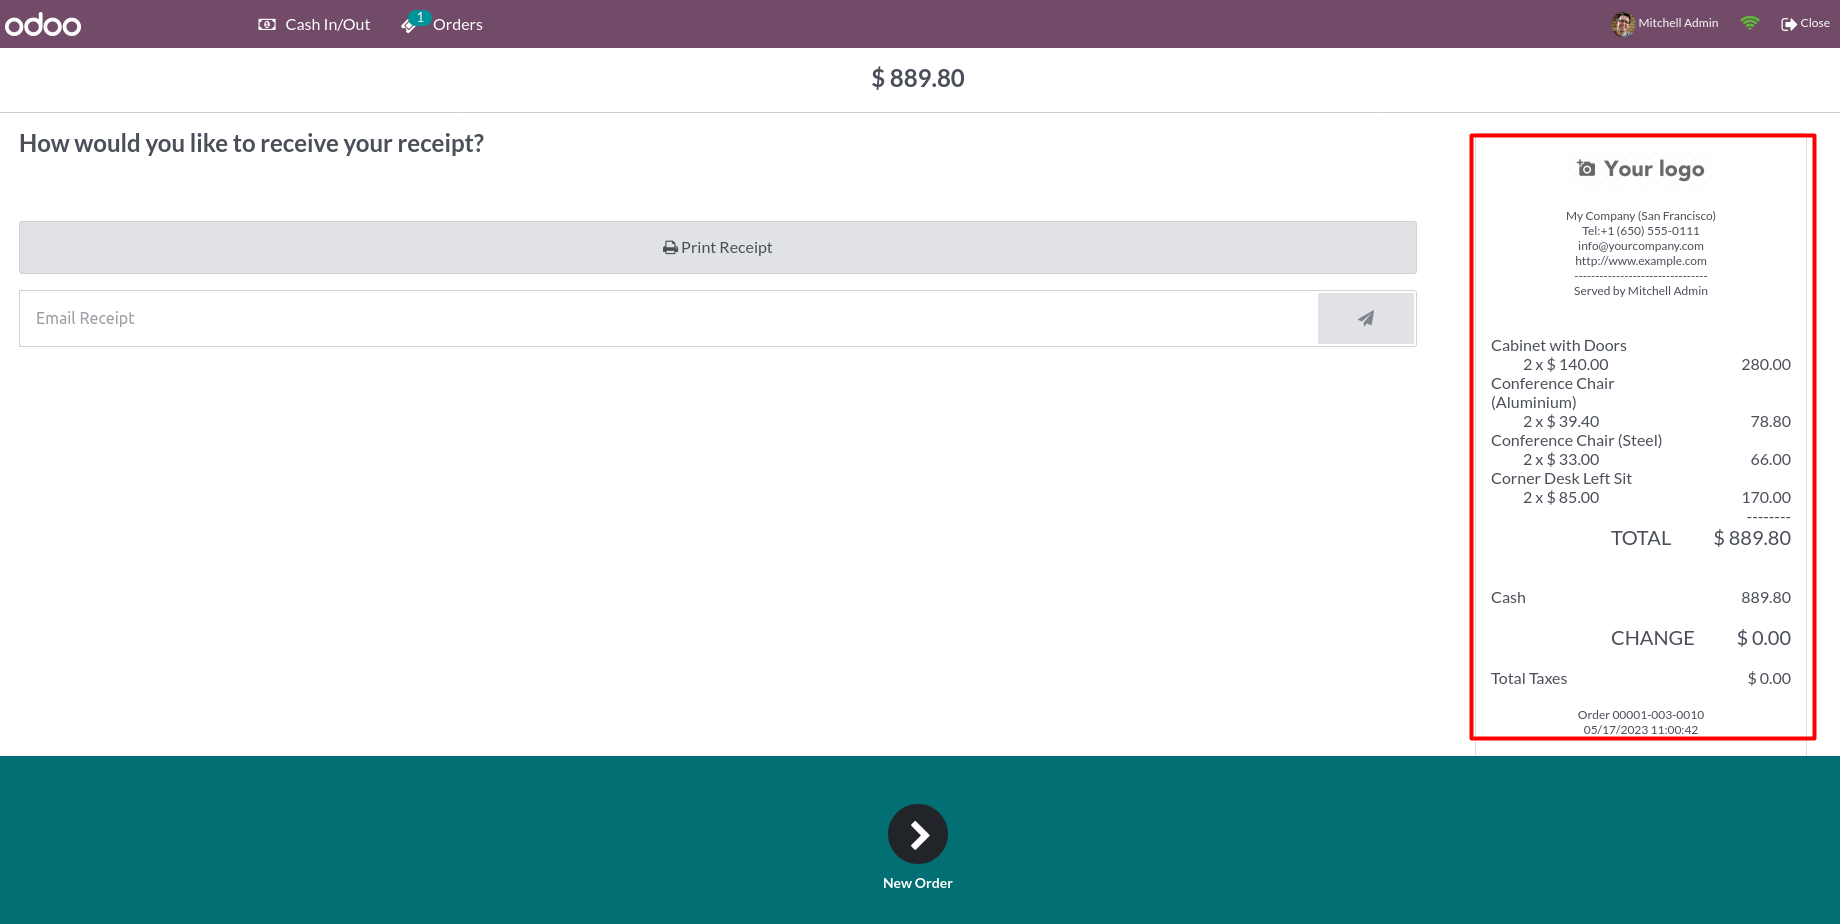 odoo
Cash In/Out
1
Orders
Mitchell Admin
Close
$ 889.80
How would you like to receive your receipt?
Print Receipt
Email Receipt
Your logo
My Company (San Francisco)
Tel:+1 (650) 555-0111
info@yourcompany.com
http://www.example.com
--------------------------------
Served by Mitchell Admin
Cabinet with Doors
2 x $ 140.00 280.00
Conference Chair
(Aluminium)
2 x $ 39.40 78.80
Conference Chair (Steel)
2 x $ 33.00 66.00
Corner Desk Left Sit
2 x $ 85.00 170.00
--------
TOTAL $ 889.80
Cash 889.80
CHANGE $ 0.00
Total Taxes $ 0.00
Order 00001-003-0010
05/17/2023 11:00:42
New Order